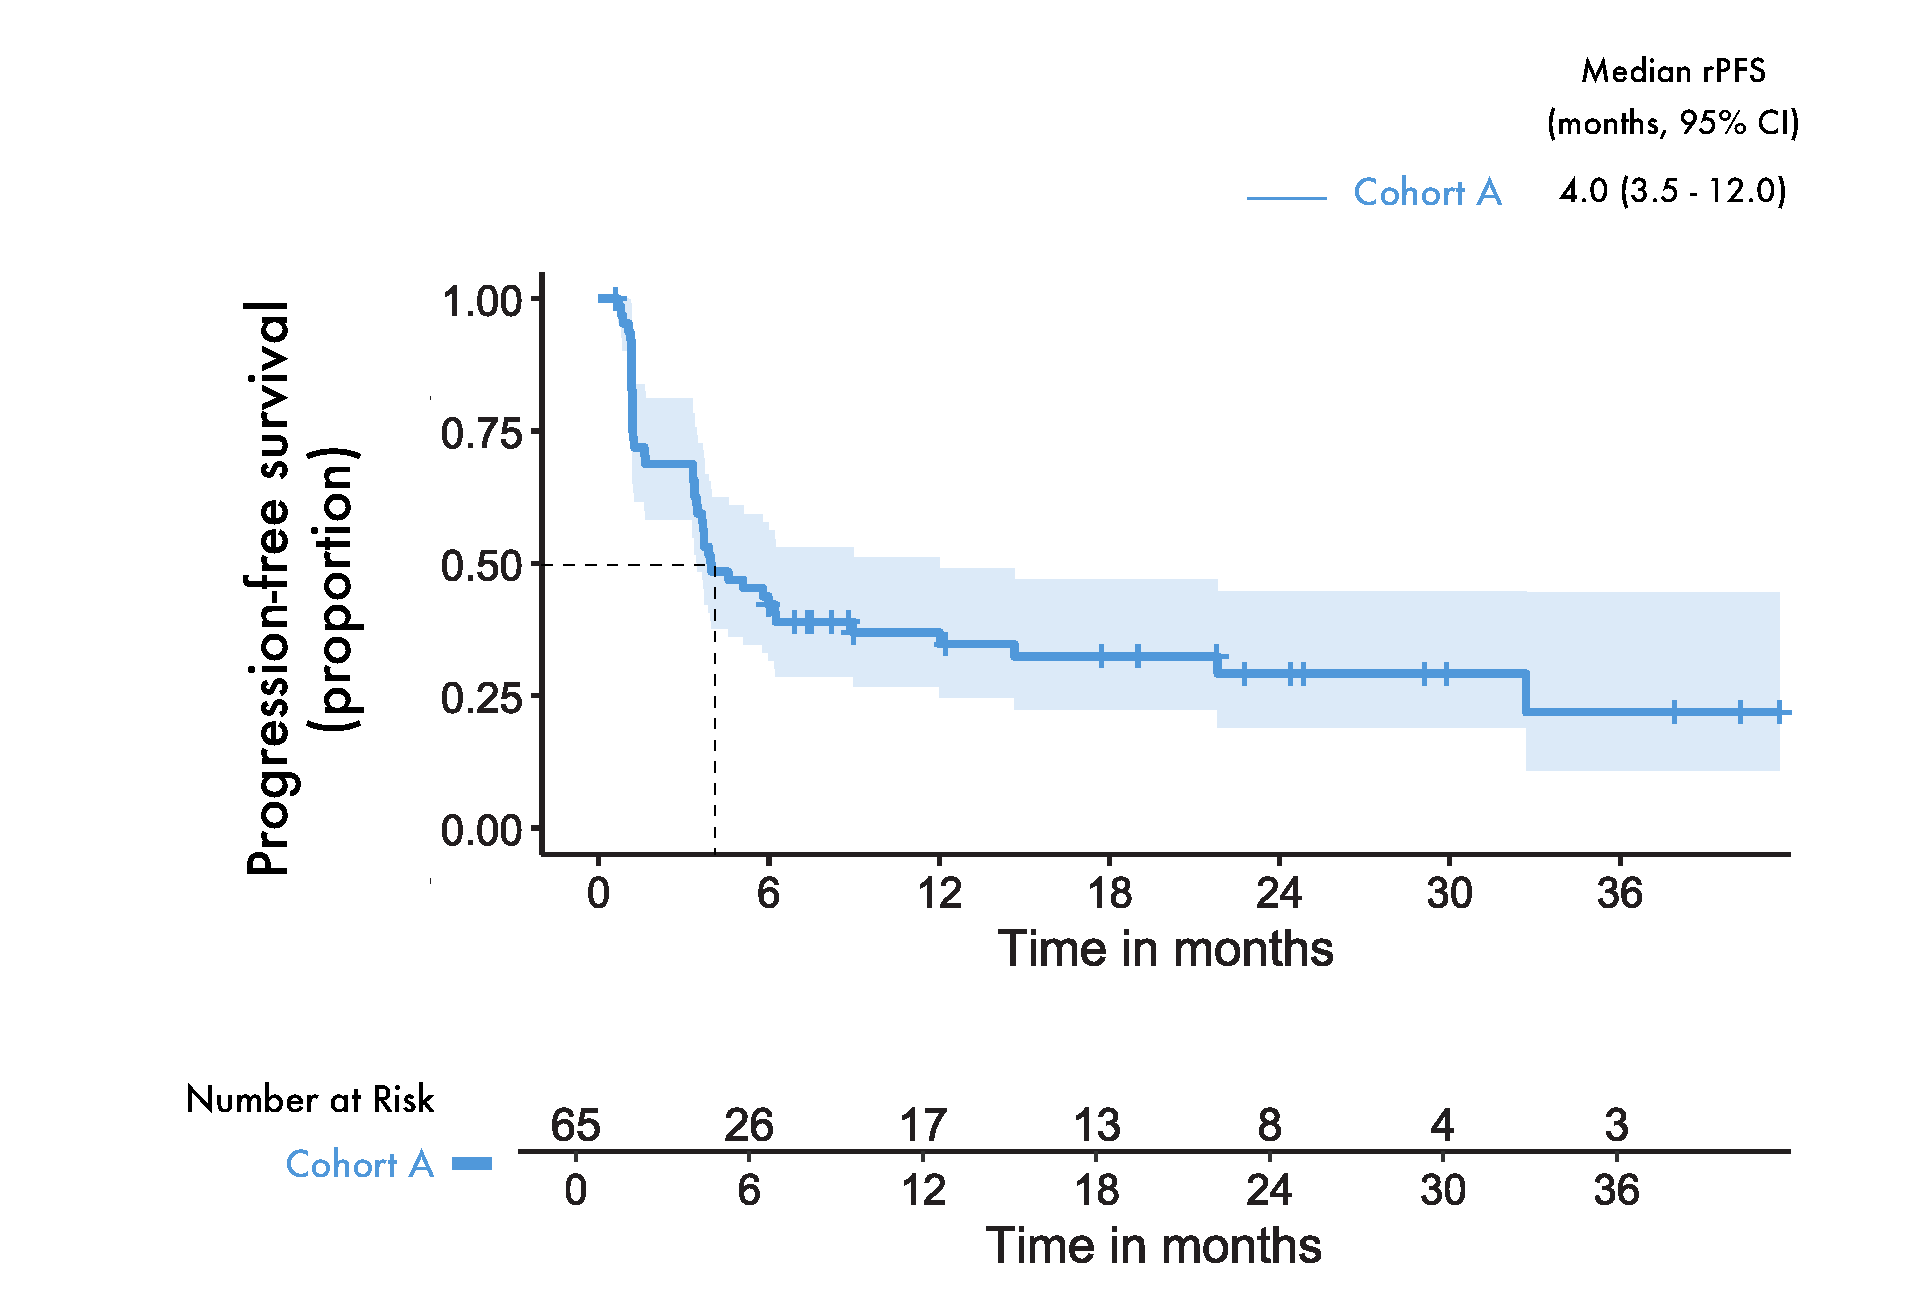 Median rPFS
(months, 95% CI)
Cohort A 4.0 (3.5 - 12.0)
Progression-free survival
(proportion)
1.00
0.75
0.50
0.25
0.00
0 6 12 18 24 30 36
Time in months
Number at Risk
65 26 17 13 8 4 3
Cohort A
0 6 12 18 24 30 36
Time in months